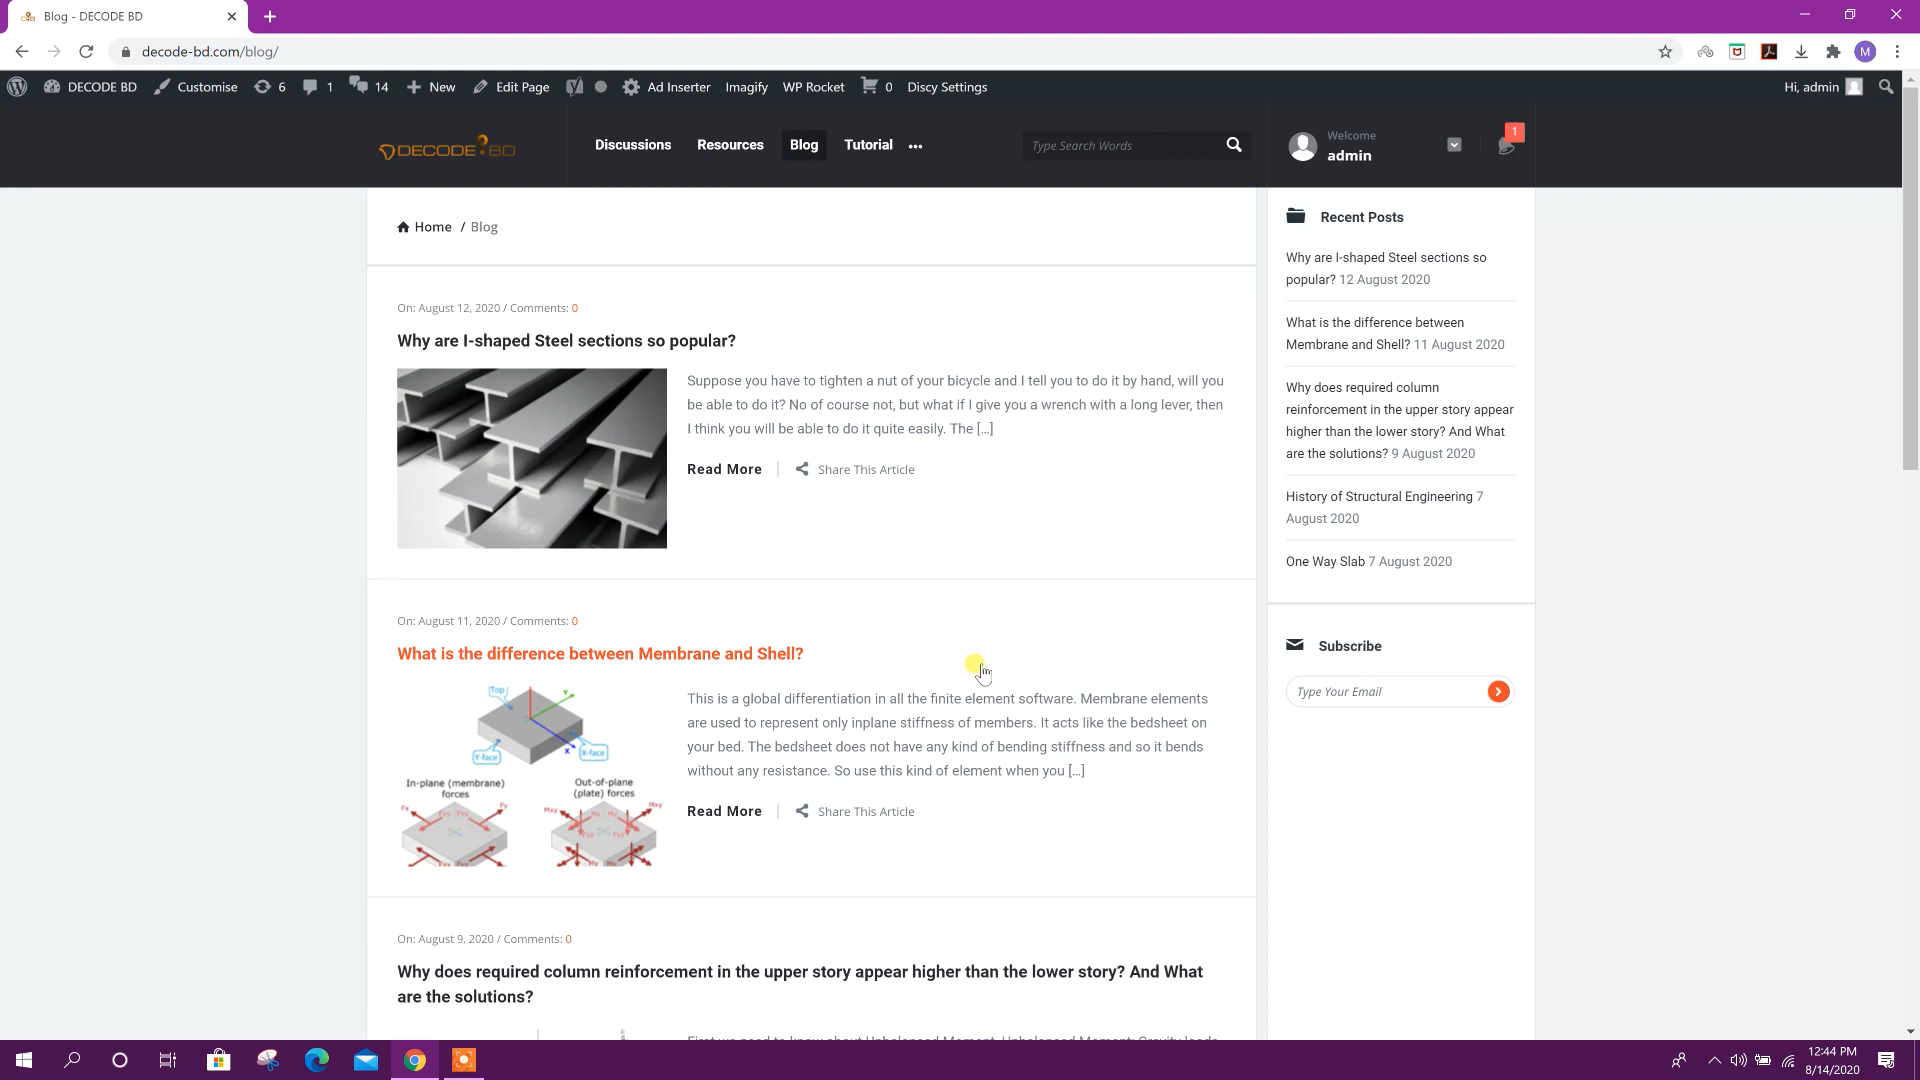 Blog - DECODE BD
decode-bd.com/blog/
M
DECODE BD
Customise
6
1
14
New
Edit Page
Ad Inserter
Imagify
WP Rocket
0
Discy Settings
Hi, admin
DECODE BD
Discussions
Resources
Blog
Tutorial
Type Search Words
Welcome
admin
1
Home / Blog
On: August 12, 2020 / Comments: 0
Why are I-shaped Steel sections so popular?
Suppose you have to tighten a nut of your bicycle and I tell you to do it by hand, will you
be able to do it? No of course not, but what if I give you a wrench with a long lever, then
I think you will be able to do it quite easily. The [...]
Read More
Share This Article
On: August 11, 2020 / Comments: 0
What is the difference between Membrane and Shell?
Top
Y
X
Y-face
X-face
In-plane (membrane)
forces
Out-of-plane
(plate) forces
This is a global differentiation in all the finite element software. Membrane elements
are used to represent only inplane stiffness of members. It acts like the bedsheet on
your bed. The bedsheet does not have any kind of bending stiffness and so it bends
without any resistance. So use this kind of element when you [...]
Read More
Share This Article
On: August 9, 2020 / Comments: 0
Why does required column reinforcement in the upper story appear higher than the lower story? And What
are the solutions?
Recent Posts
Why are I-shaped Steel sections so
popular? 12 August 2020
What is the difference between
Membrane and Shell? 11 August 2020
Why does required column
reinforcement in the upper story appear
higher than the lower story? And What
are the solutions? 9 August 2020
History of Structural Engineering 7
August 2020
One Way Slab 7 August 2020
Subscribe
Type Your Email
12:44 PM
8/14/2020